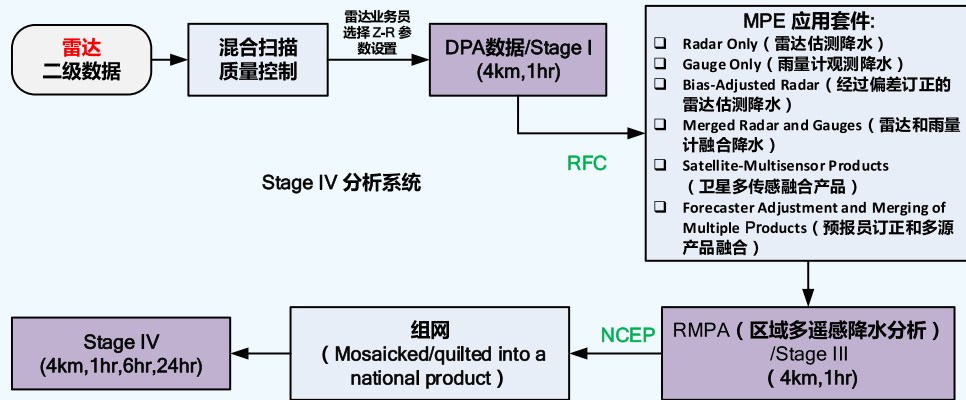 雷达
二级数据
混合扫描
质量控制
雷达业务员
选择 Z-R 参
数设置
DPA数据/Stage I
(4km,1hr)
MPE 应用套件:
Radar Only（雷达估测降水）
Gauge Only（雨量计观测降水）
Bias-Adjusted Radar（经过偏差订正的
雷达估测降水）
Merged Radar and Gauges（雷达和雨量
计融合降水）
Satellite-Multisensor Products
（卫星多传感融合产品）
Forecaster Adjustment and Merging of
Multiple Products（预报员订正和多源
产品融合）
RFC
Stage IV 分析系统
Stage IV
(4km,1hr,6hr,24hr)
组网
（Mosaicked/quilted into a
national product）
NCEP
RMPA（区域多遥感降水分析）
/Stage III
（4km,1hr)